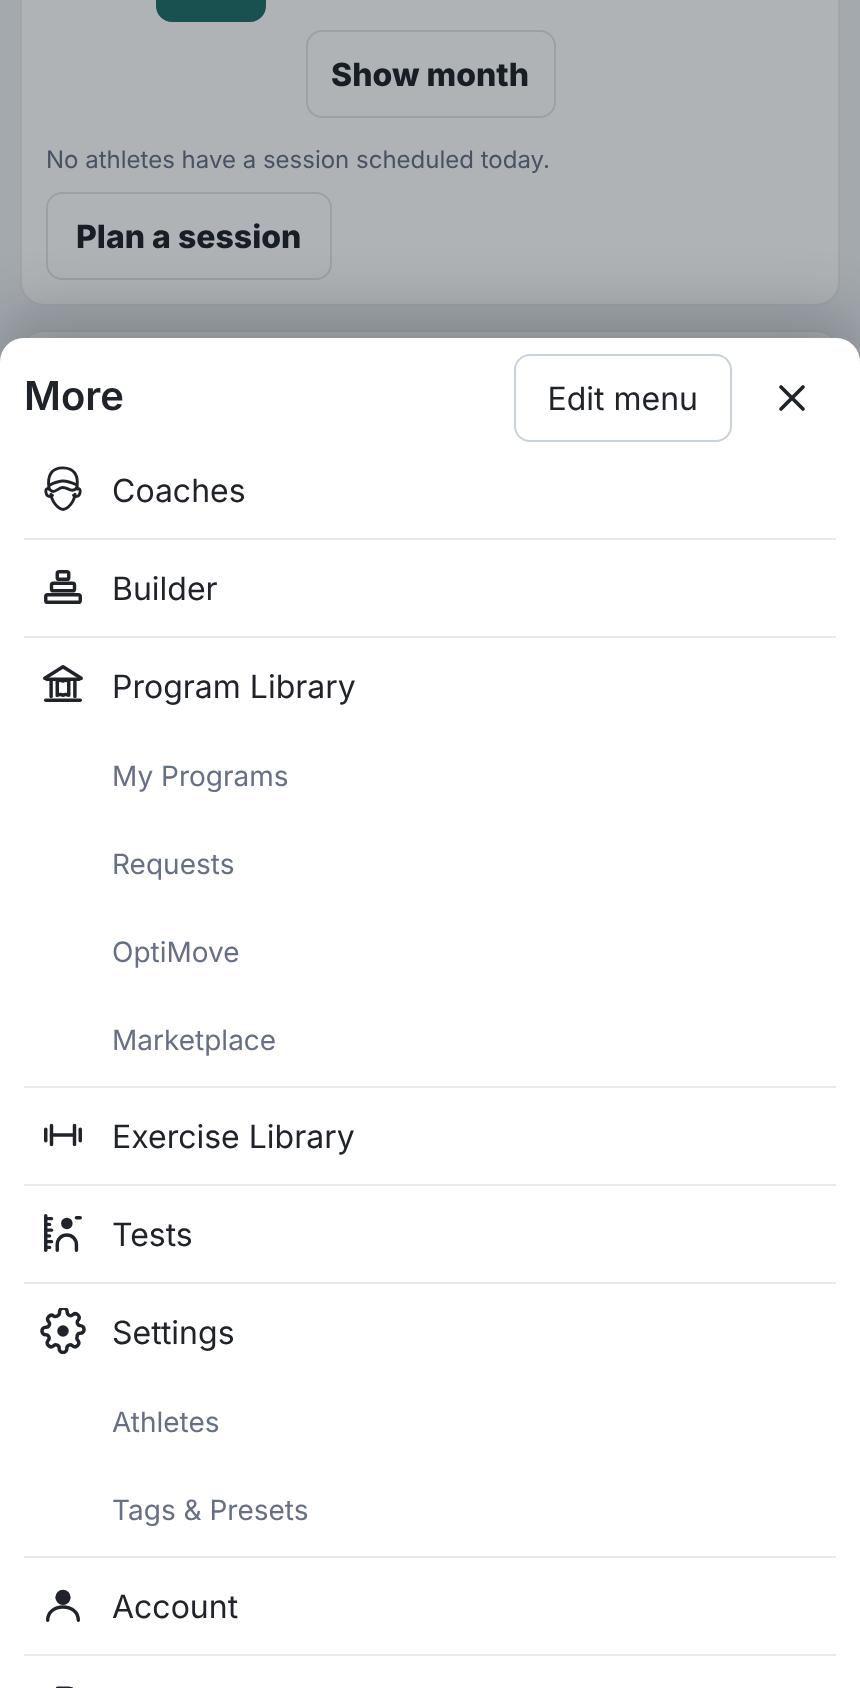 Show month
No athletes have a session scheduled today.
Plan a session
More
Edit menu
Coaches
Builder
Program Library
My Programs
Requests
OptiMove
Marketplace
Exercise Library
Tests
Settings
Athletes
Tags & Presets
Account